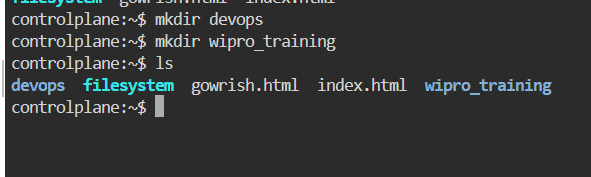 filesystem gowrish.html index.html
controlplane:~$ mkdir devops
controlplane:~$ mkdir wipro_training
controlplane:~$ ls
devops filesystem gowrish.html index.html wipro_training
controlplane:~$